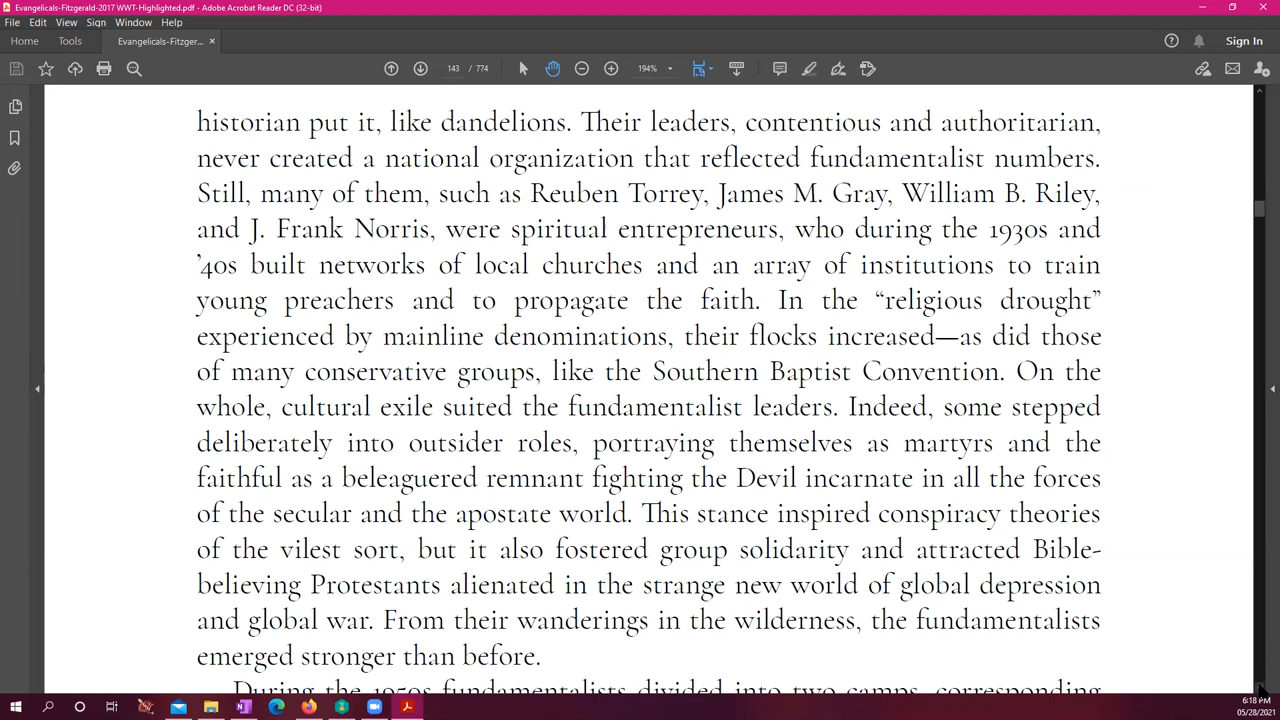 Evangelicals-Fitzgerald-2017 WWT-Highlighted.pdf - Adobe Acrobat Reader DC (32-bit)
File Edit View Sign Window Help
Home Tools Evangelicals-Fitzger... × Sign In
143 / 774 194%
historian put it, like dandelions. Their leaders, contentious and authoritarian,
never created a national organization that reflected fundamentalist numbers.
Still, many of them, such as Reuben Torrey, James M. Gray, William B. Riley,
and J. Frank Norris, were spiritual entrepreneurs, who during the 1930s and
’40s built networks of local churches and an array of institutions to train
young preachers and to propagate the faith. In the “religious drought”
experienced by mainline denominations, their flocks increased—as did those
of many conservative groups, like the Southern Baptist Convention. On the
whole, cultural exile suited the fundamentalist leaders. Indeed, some stepped
deliberately into outsider roles, portraying themselves as martyrs and the
faithful as a beleaguered remnant fighting the Devil incarnate in all the forces
of the secular and the apostate world. This stance inspired conspiracy theories
of the vilest sort, but it also fostered group solidarity and attracted Bible-
believing Protestants alienated in the strange new world of global depression
and global war. From their wanderings in the wilderness, the fundamentalists
emerged stronger than before.
During the 1950s fundamentalists divided into two camps, corresponding
6:18 PM
05/28/2021